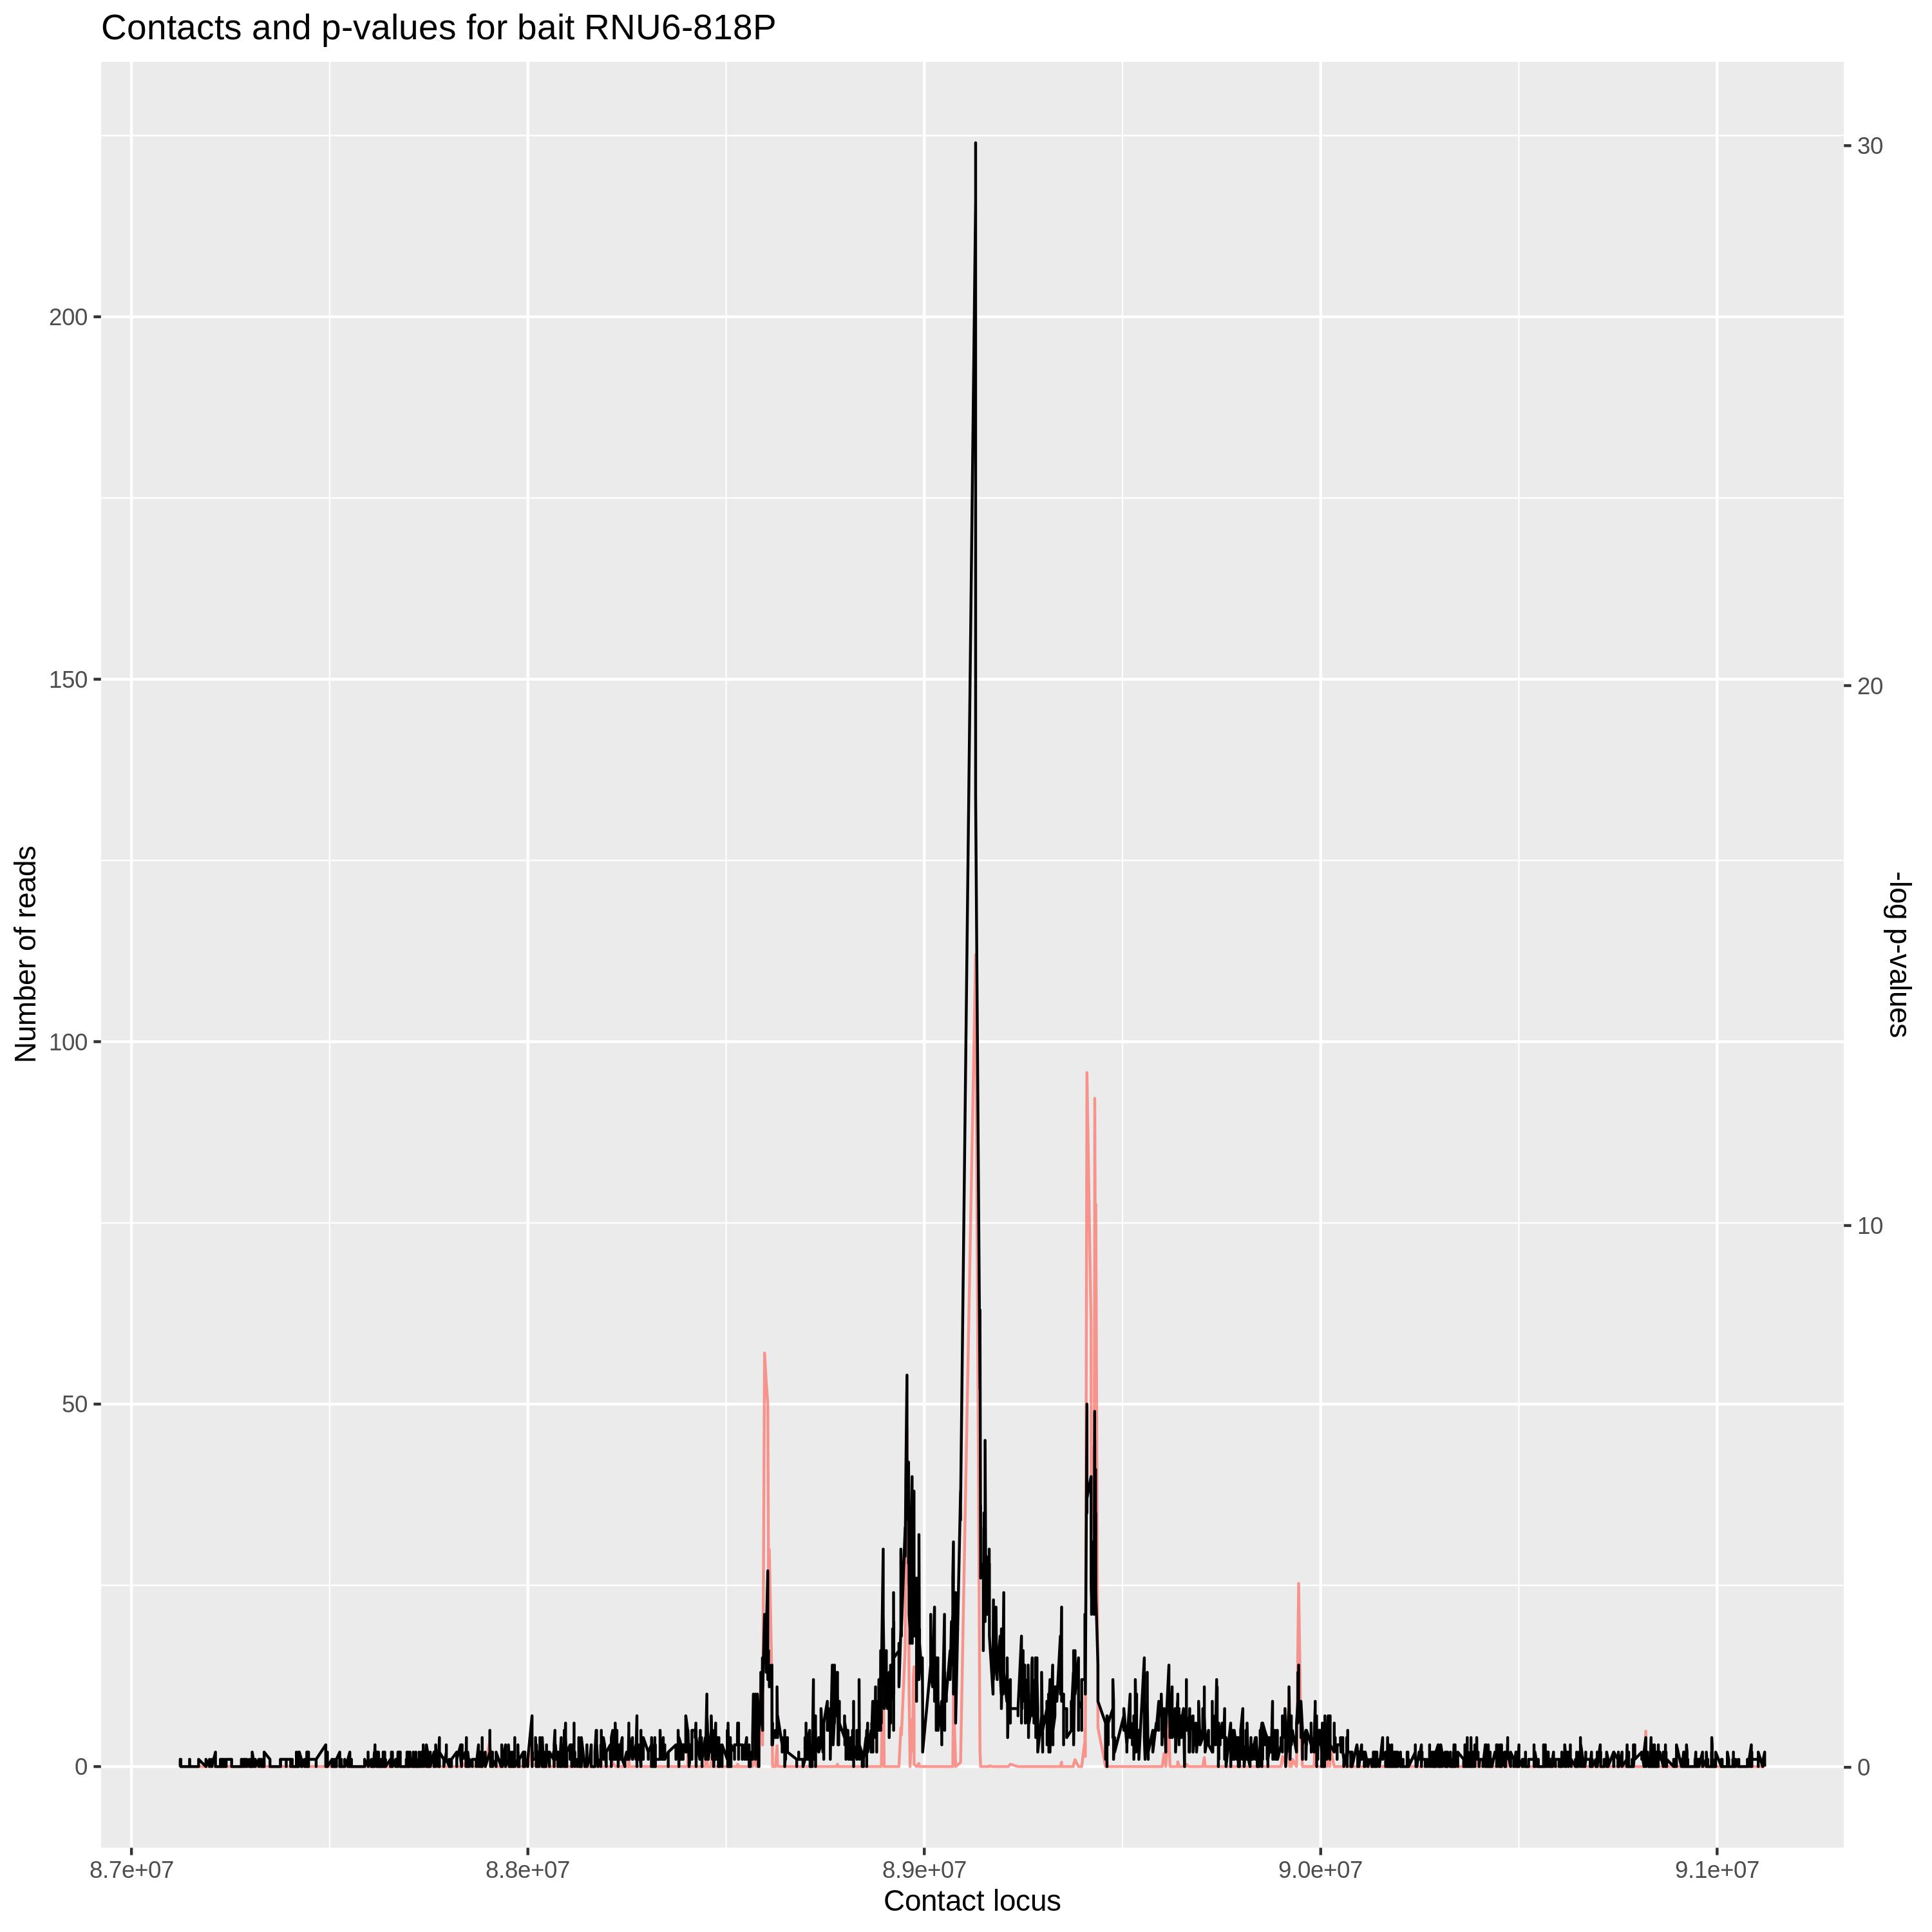 Contacts and p-values for bait RNU6-818P
Number of reads
200
150
100
50
0
30
20
10
0
-log p-values
8.7e+07 8.8e+07 8.9e+07 9.0e+07 9.1e+07
Contact locus